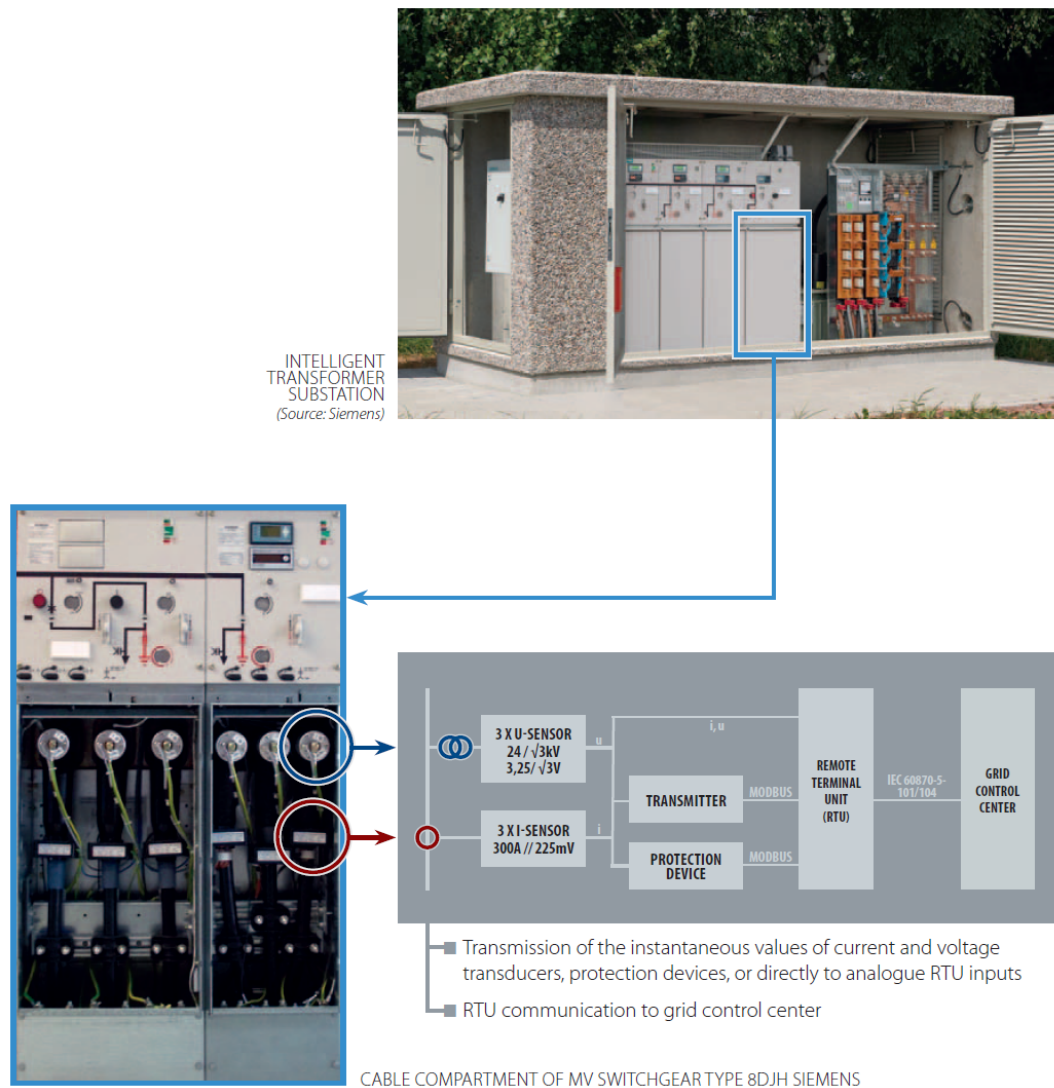 INTELLIGENT
TRANSFORMER
SUBSTATION
(Source: Siemens)
3 X U-SENSOR
24 / √3kV
3,25/ √3V
u
i, u
TRANSMITTER
MODBUS
REMOTE
TERMINAL
UNIT
(RTU)
IEC 60870-5-
101/104
GRID
CONTROL
CENTER
3 X I-SENSOR
300A // 225mV
i
PROTECTION
DEVICE
MODBUS
■ Transmission of the instantaneous values of current and voltage
transducers, protection devices, or directly to analogue RTU inputs
■ RTU communication to grid control center
CABLE COMPARTMENT OF MV SWITCHGEAR TYPE 8DJH SIEMENS